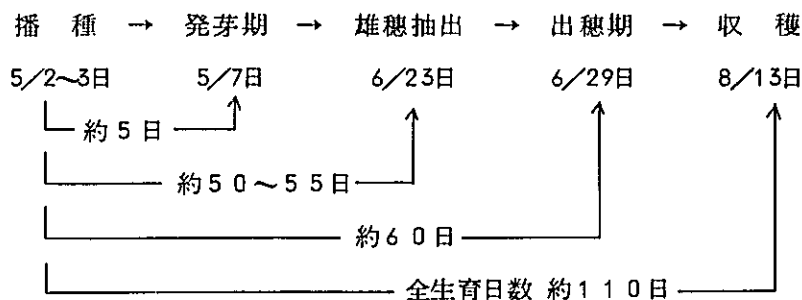 播種 → 発芽期 → 雄穂抽出 → 出穂期 → 収穫
5/2~3日 5/7日 6/23日 6/29日 8/13日
約5日
約50~55日
約60日
全生育日数 約110日